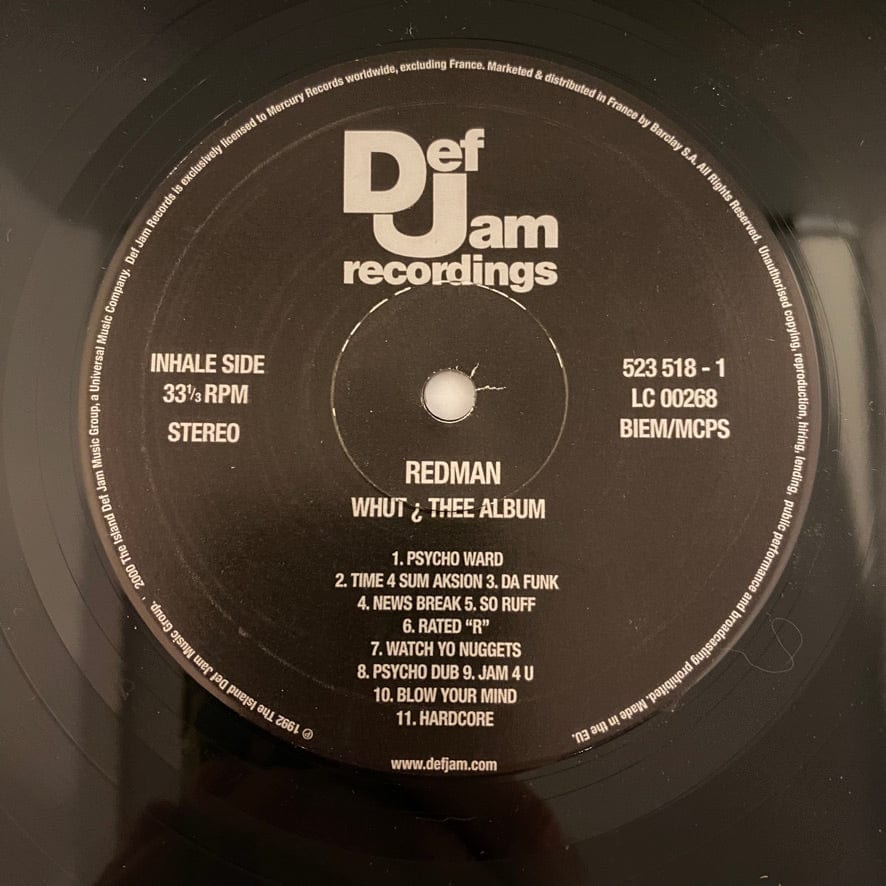 Def
Jam
recordings
INHALE SIDE
33⅓ RPM
STEREO
523 518 - 1
LC 00268
BIEM/MCPS
REDMAN
WHUT ¿ THEE ALBUM
1. PSYCHO WARD
2. TIME 4 SUM AKSION 3. DA FUNK
4. NEWS BREAK 5. SO RUFF
6. RATED “R”
7. WATCH YO NUGGETS
8. PSYCHO DUB 9. JAM 4 U
10. BLOW YOUR MIND
11. HARDCORE
www.defjam.com
℗ 1992 The Island Def Jam Music Group. · 2000 The Island Def Jam Music Group, a Universal Music Company. Def Jam Records is exclusively licensed to Mercury Records worldwide, excluding France. Marketed & distributed in France by Barclay S.A. All Rights Reserved. Unauthorised copying, reproduction, hiring, lending, public performance and broadcasting prohibited. Made in the EU.